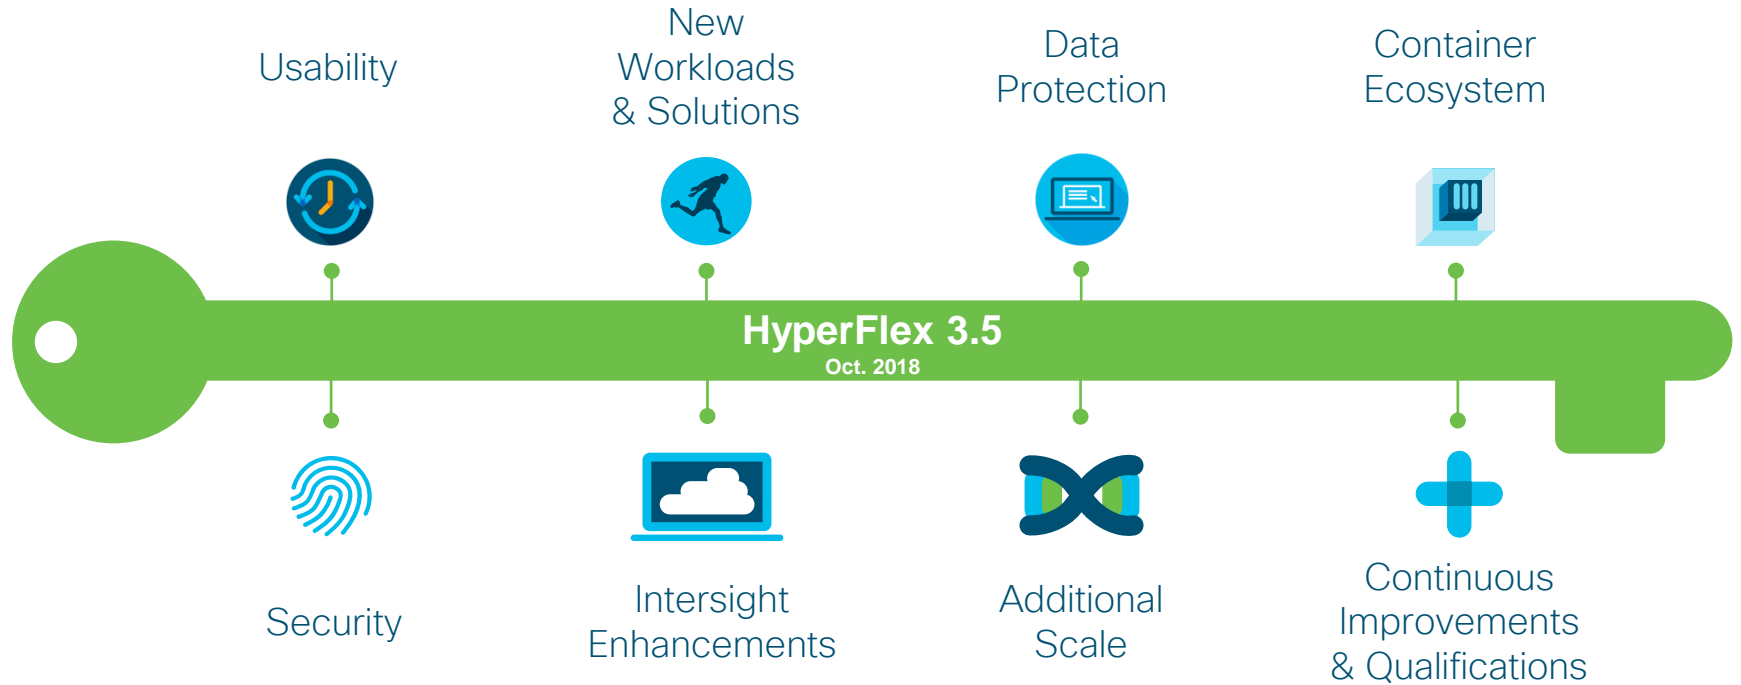 Usability
New
Workloads
& Solutions
Data
Protection
Container
Ecosystem
HyperFlex 3.5
Oct. 2018
Security
Intersight
Enhancements
Additional
Scale
Continuous
Improvements
& Qualifications